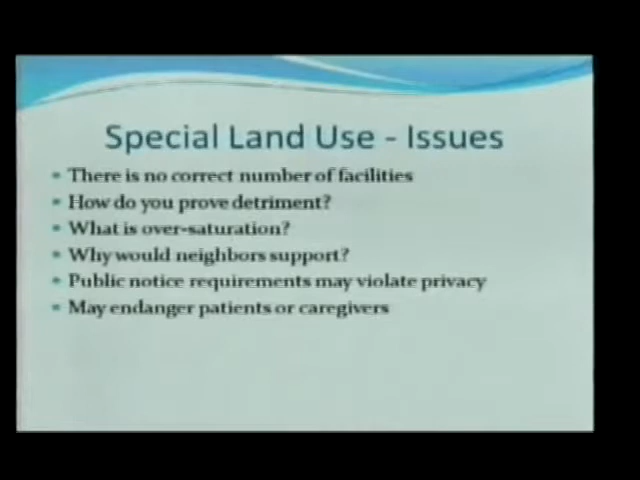 Special Land Use - Issues
There is no correct number of facilities
How do you prove detriment?
What is over-saturation?
Why would neighbors support?
Public notice requirements may violate privacy
May endanger patients or caregivers